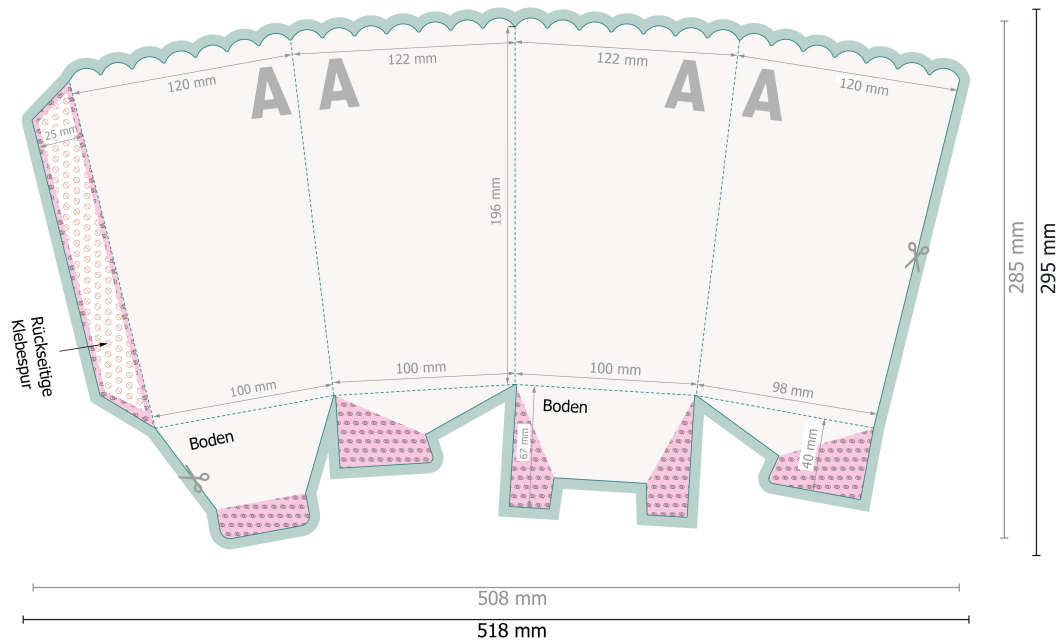 120 mm
122 mm
122 mm
120 mm
A
A
A
A
25 mm
196 mm
285 mm
295 mm
Rückseitige
Klebespur
100 mm
100 mm
100 mm
98 mm
Boden
Boden
67 mm
40 mm
508 mm
518 mm